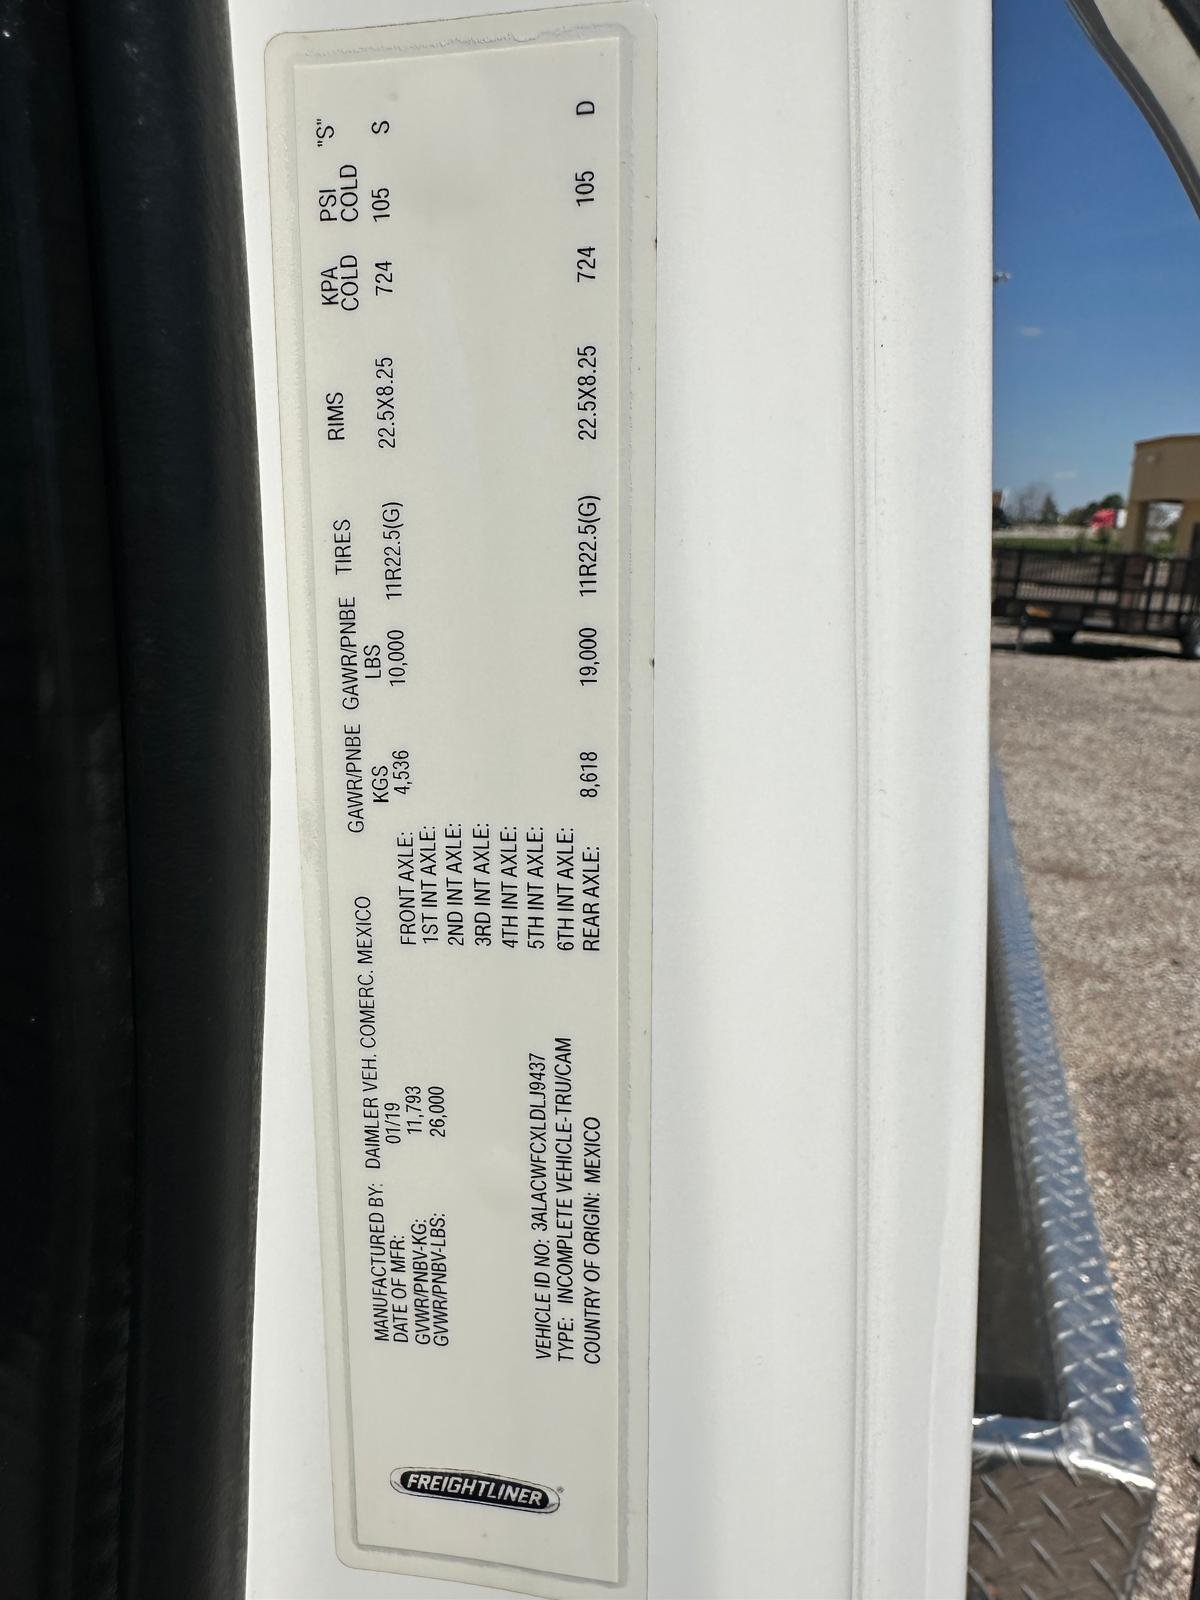 MANUFACTURED BY: DAIMLER VEH. COMERC. MEXICO
DATE OF MFR: 01/19
GVWR/PNBV-KG: 11,793
GVWR/PNBV-LBS: 26,000
GAWR/PNBE KGS GAWR/PNBE LBS TIRES RIMS KPA COLD PSI COLD "S"
FRONT AXLE: 4,536 10,000 11R22.5(G) 22.5X8.25 724 105 S
1ST INT AXLE:
2ND INT AXLE:
3RD INT AXLE:
4TH INT AXLE:
5TH INT AXLE:
6TH INT AXLE:
REAR AXLE: 8,618 19,000 11R22.5(G) 22.5X8.25 724 105 D
VEHICLE ID NO: 3ALACWFCXLDLJ9437
TYPE: INCOMPLETE VEHICLE-TRU/CAM
COUNTRY OF ORIGIN: MEXICO
FREIGHTLINER®